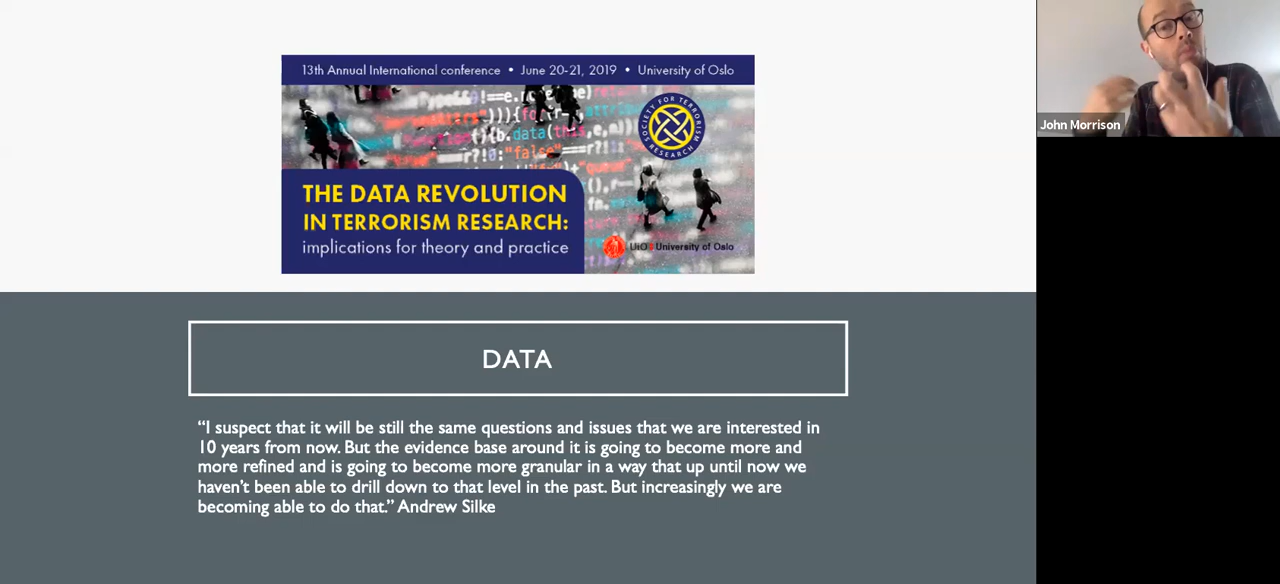 13th Annual International conference • June 20-21, 2019 • University of Oslo
SOCIETY FOR TERRORISM RESEARCH
THE DATA REVOLUTION
IN TERRORISM RESEARCH:
implications for theory and practice
UiO University of Oslo
John Morrison
DATA
“I suspect that it will be still the same questions and issues that we are interested in
10 years from now. But the evidence base around it is going to become more and
more refined and is going to become more granular in a way that up until now we
haven’t been able to drill down to that level in the past. But increasingly we are
becoming able to do that.” Andrew Silke